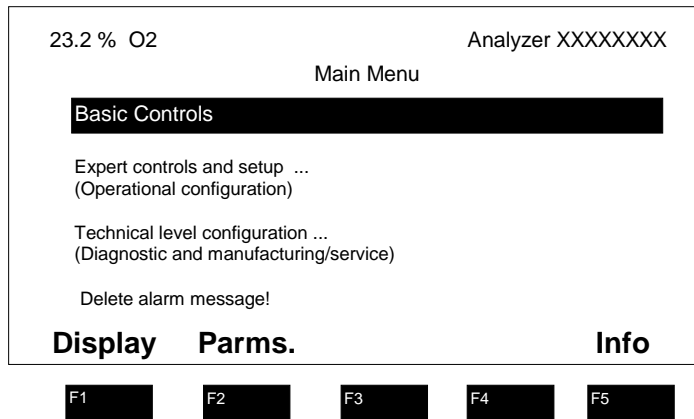 23.2 % O2 Analyzer XXXXXXXX
Main Menu
Basic Controls
Expert controls and setup ...
(Operational configuration)
Technical level configuration ...
(Diagnostic and manufacturing/service)
Delete alarm message!
Display Parms. Info
F1 F2 F3 F4 F5